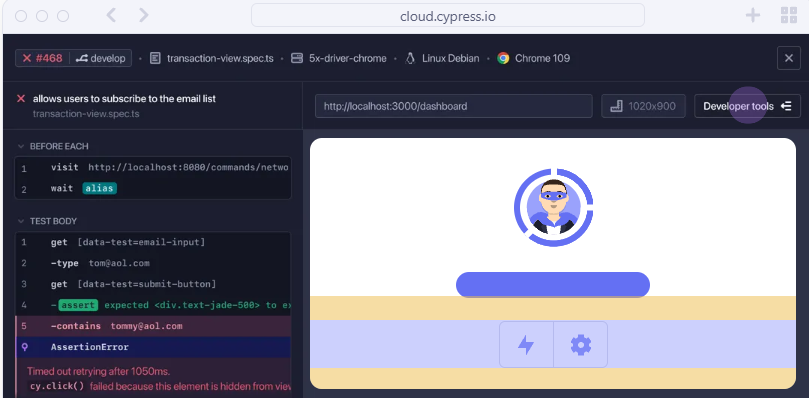 cloud.cypress.io
#468 develop • transaction-view.spec.ts • 5x-driver-chrome • Linux Debian • Chrome 109
allows users to subscribe to the email list
transaction-view.spec.ts
http://localhost:3000/dashboard
1020x900
Developer tools
BEFORE EACH
1 visit http://localhost:8080/commands/netwo
2 wait alias
TEST BODY
1 get [data-test=email-input]
2 -type tom@aol.com
3 get [data-test=submit-button]
4 -assert expected <div.text-jade-500> to ex
5 -contains tommy@aol.com
AssertionError
Timed out retrying after 1050ms.
cy.click() failed because this element is hidden from view